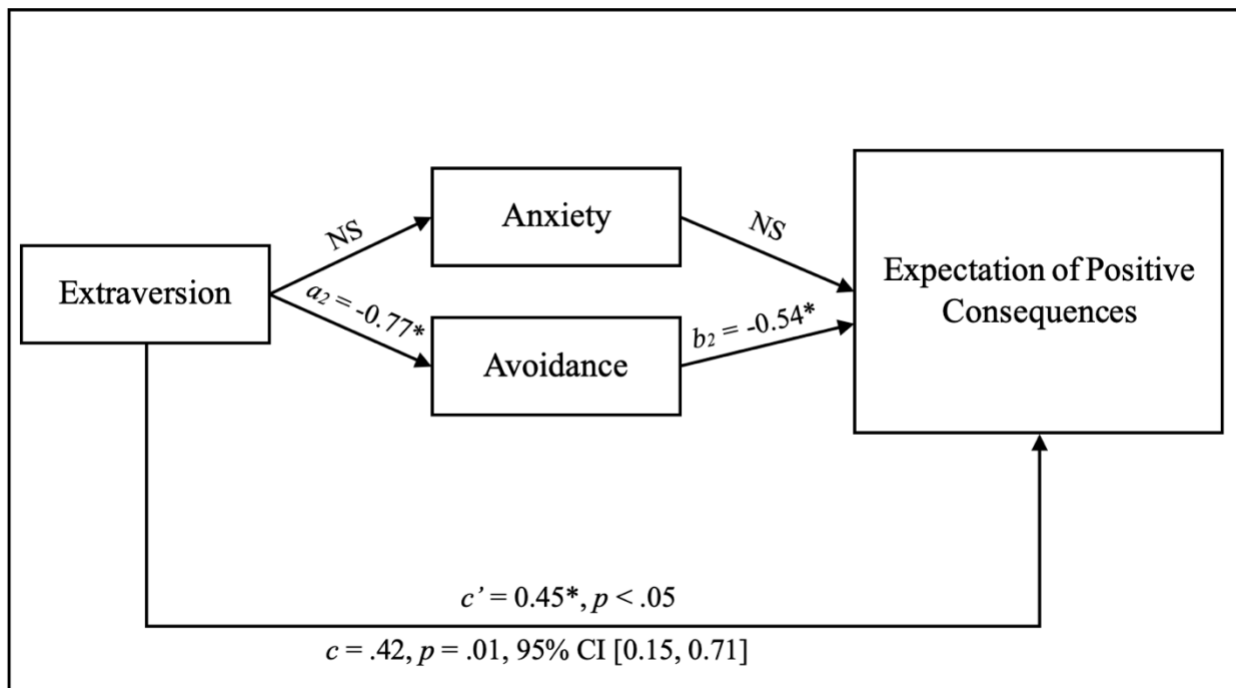 NS
Anxiety
NS
Extraversion
a₂ = -0.77*
Avoidance
b₂ = -0.54*
Expectation of Positive
Consequences
c’ = 0.45*, p < .05
c = .42, p = .01, 95% CI [0.15, 0.71]